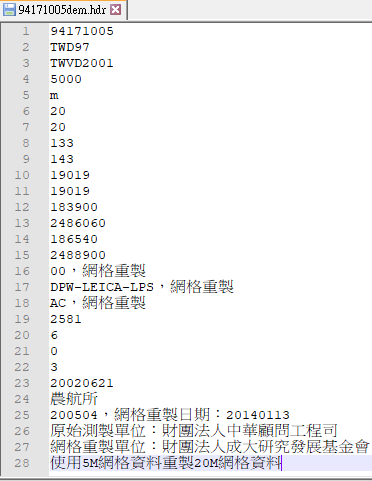 94171005dem.hdr
1 94171005
2 TWD97
3 TWVD2001
4 5000
5 m
6 20
7 20
8 133
9 143
10 19019
11 19019
12 183900
13 2486060
14 186540
15 2488900
16 00，網格重製
17 DPW-LEICA-LPS，網格重製
18 AC，網格重製
19 2581
20 6
21 0
22 3
23 20020621
24 農航所
25 200504，網格重製日期：20140113
26 原始測製單位：財團法人中華顧問工程司
27 網格重製單位：財團法人成大研究發展基金會
28 使用5M網格資料重製20M網格資料